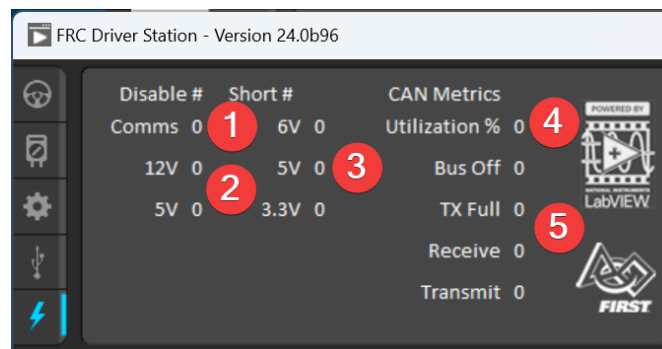 FRC Driver Station - Version 24.0b96
Disable # Short # CAN Metrics
Comms 0 1 6V 0 Utilization % 0 4
12V 0 2 5V 0 3 Bus Off 0
5V 0 3.3V 0 TX Full 0 5
Receive 0
Transmit 0
POWERED BY
NATIONAL INSTRUMENTS
LabVIEW
FIRST